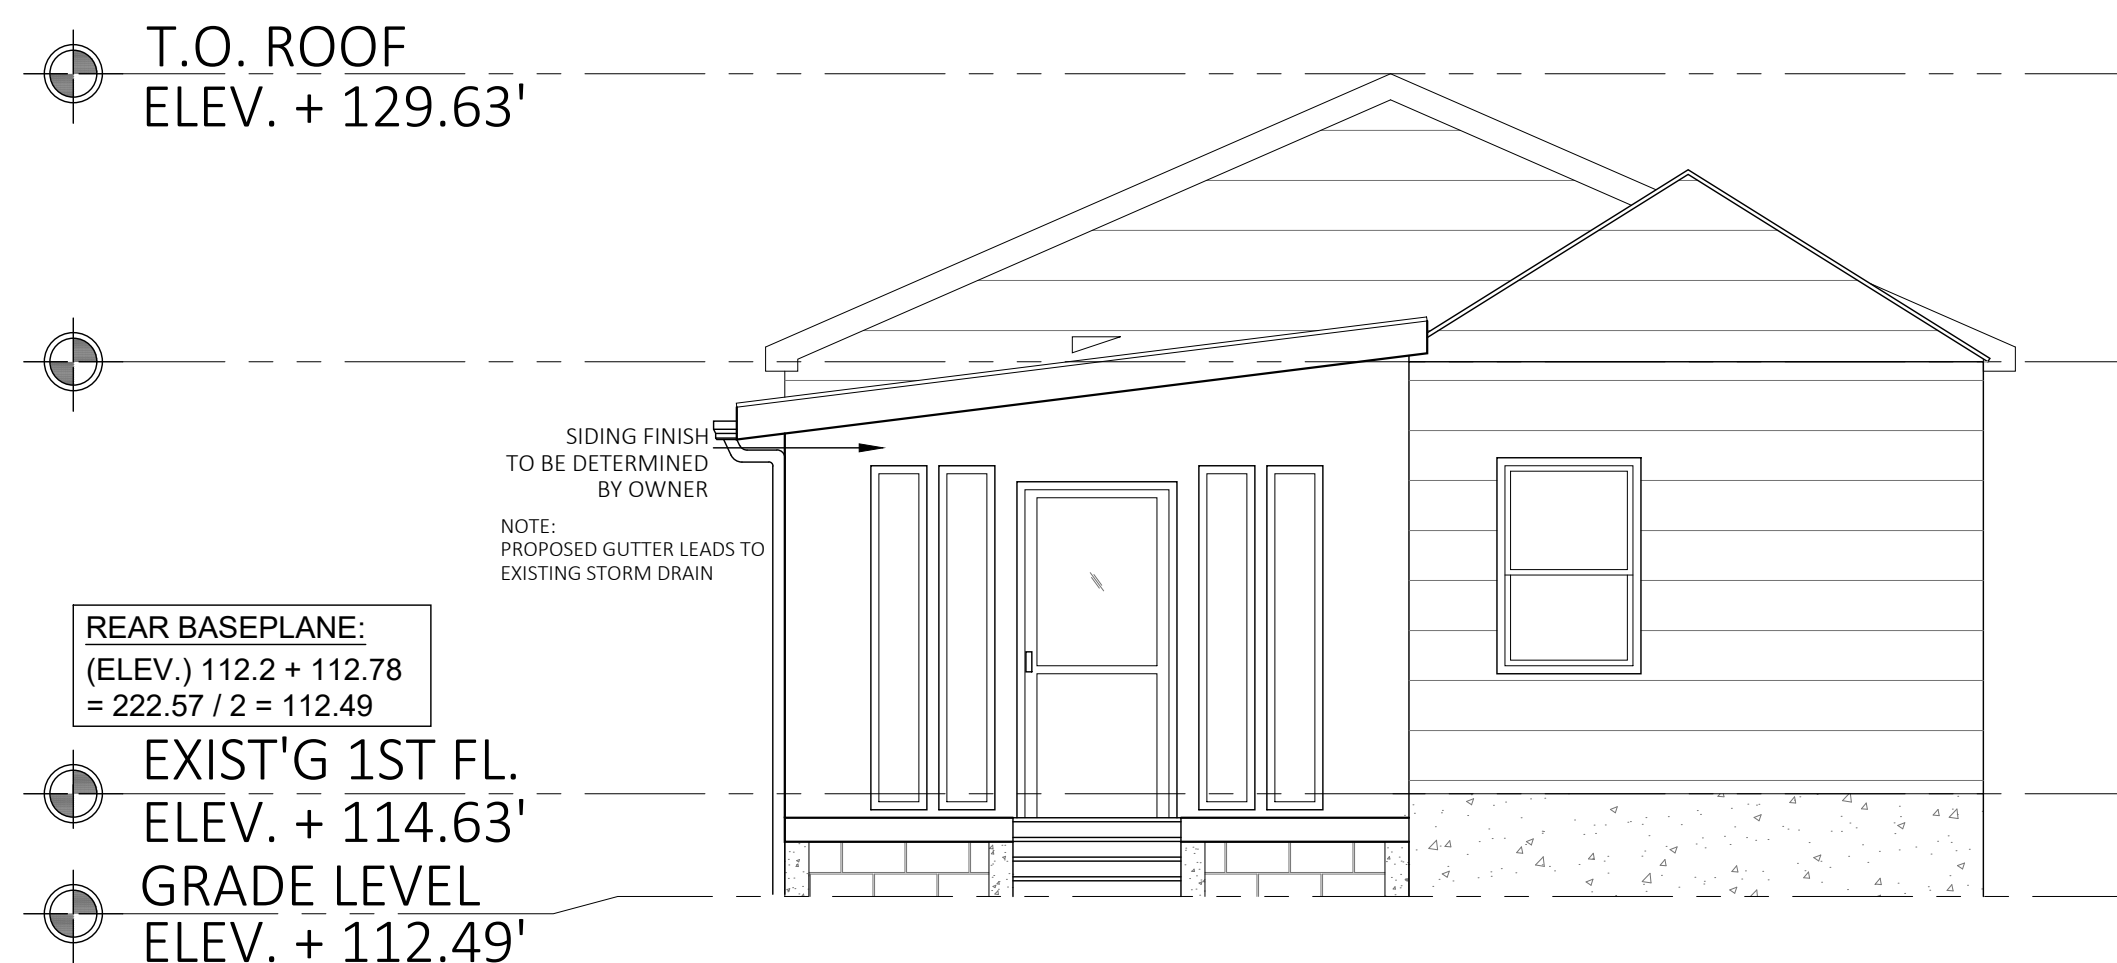 T.O. ROOF
ELEV. + 129.63'
SIDING FINISH
TO BE DETERMINED
BY OWNER
NOTE:
PROPOSED GUTTER LEADS TO
EXISTING STORM DRAIN
REAR BASEPLANE:
(ELEV.) 112.2 + 112.78
= 222.57 / 2 = 112.49
EXIST'G 1ST FL.
ELEV. + 114.63'
GRADE LEVEL
ELEV. + 112.49'